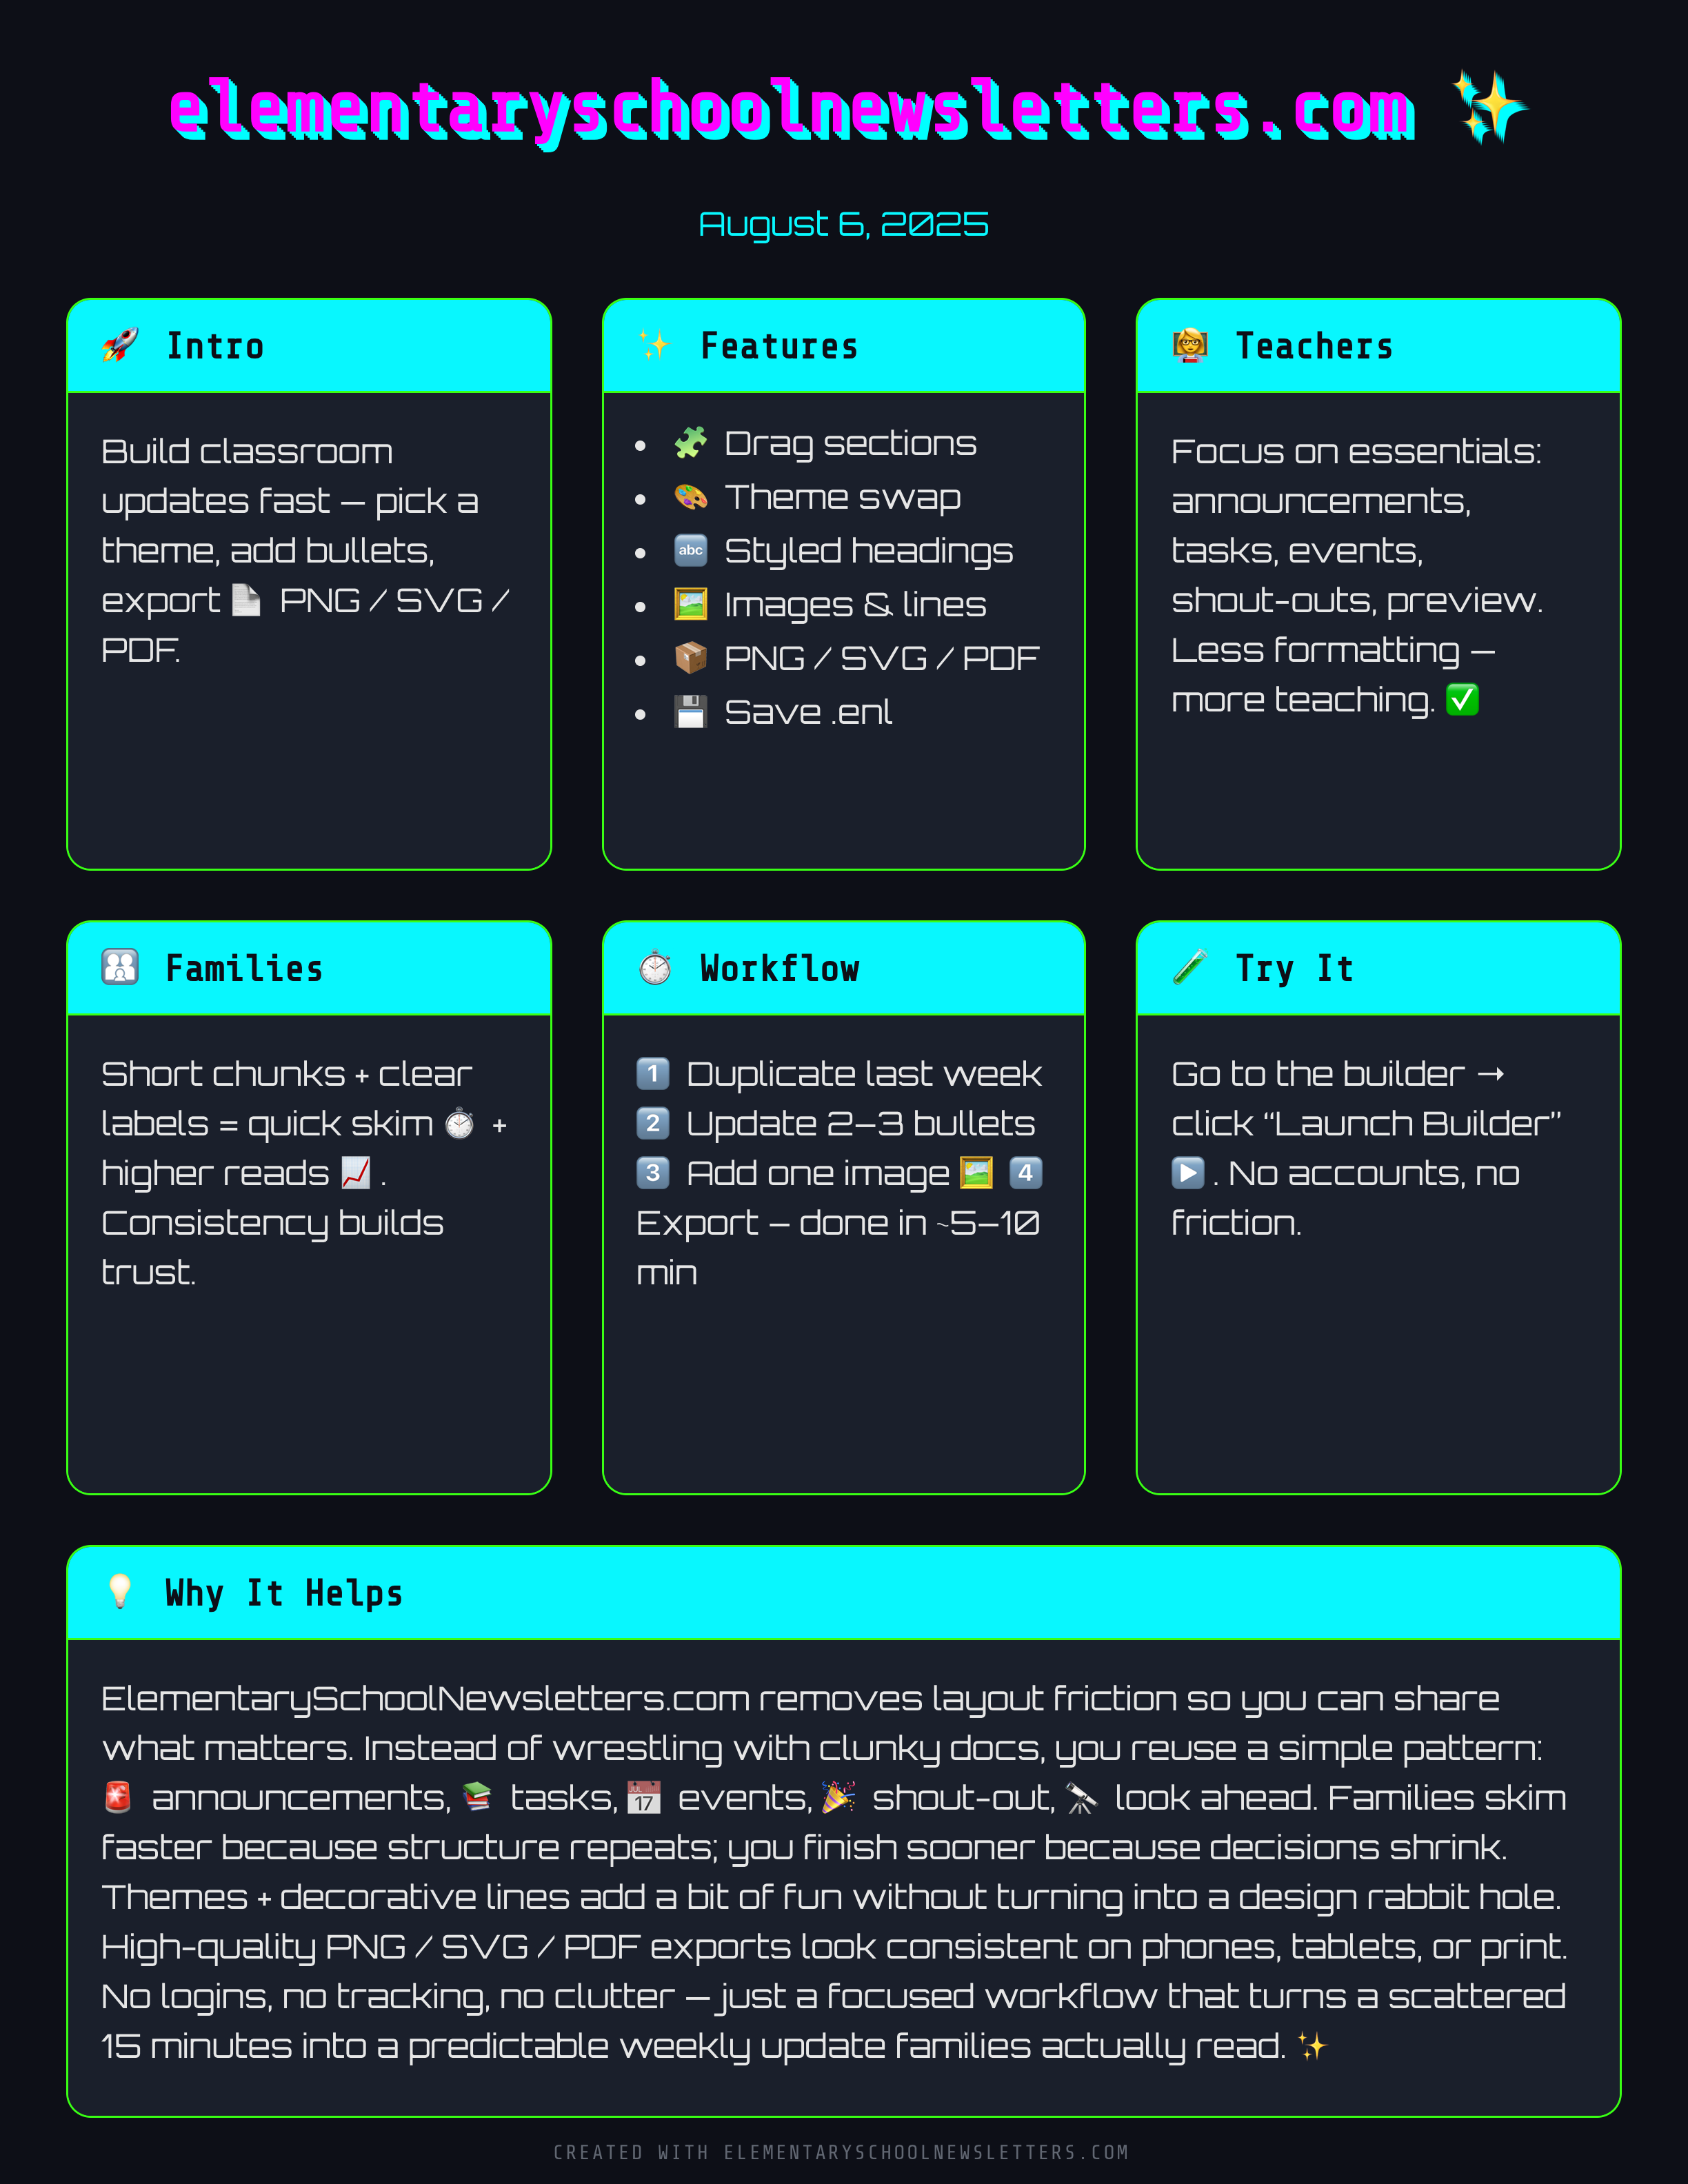 elementaryschoolnewsletters.com ✨
August 6, 2025
🚀 Intro
Build classroom
updates fast — pick a
theme, add bullets,
export 📄 PNG / SVG /
PDF.
✨ Features
• 🧩 Drag sections
• 🎨 Theme swap
• 🔤 Styled headings
• 🖼️ Images & lines
• 📦 PNG / SVG / PDF
• 💾 Save .enl
👩‍🏫 Teachers
Focus on essentials:
announcements,
tasks, events,
shout-outs, preview.
Less formatting —
more teaching. ✅
👪 Families
Short chunks + clear
labels = quick skim ⏱️ +
higher reads 📈 .
Consistency builds
trust.
⏱️ Workflow
1️⃣ Duplicate last week
2️⃣ Update 2–3 bullets
3️⃣ Add one image 🖼️ 4️⃣
Export – done in ~5–10
min
🧪 Try It
Go to the builder →
click “Launch Builder”
▶️ . No accounts, no
friction.
💡 Why It Helps
ElementarySchoolNewsletters.com removes layout friction so you can share
what matters. Instead of wrestling with clunky docs, you reuse a simple pattern:
🚨 announcements, 📚 tasks, 📅 events, 🎉 shout-out, 🔭 look ahead. Families skim
faster because structure repeats; you finish sooner because decisions shrink.
Themes + decorative lines add a bit of fun without turning into a design rabbit hole.
High-quality PNG / SVG / PDF exports look consistent on phones, tablets, or print.
No logins, no tracking, no clutter — just a focused workflow that turns a scattered
15 minutes into a predictable weekly update families actually read. ✨
CREATED WITH ELEMENTARYSCHOOLNEWSLETTERS.COM